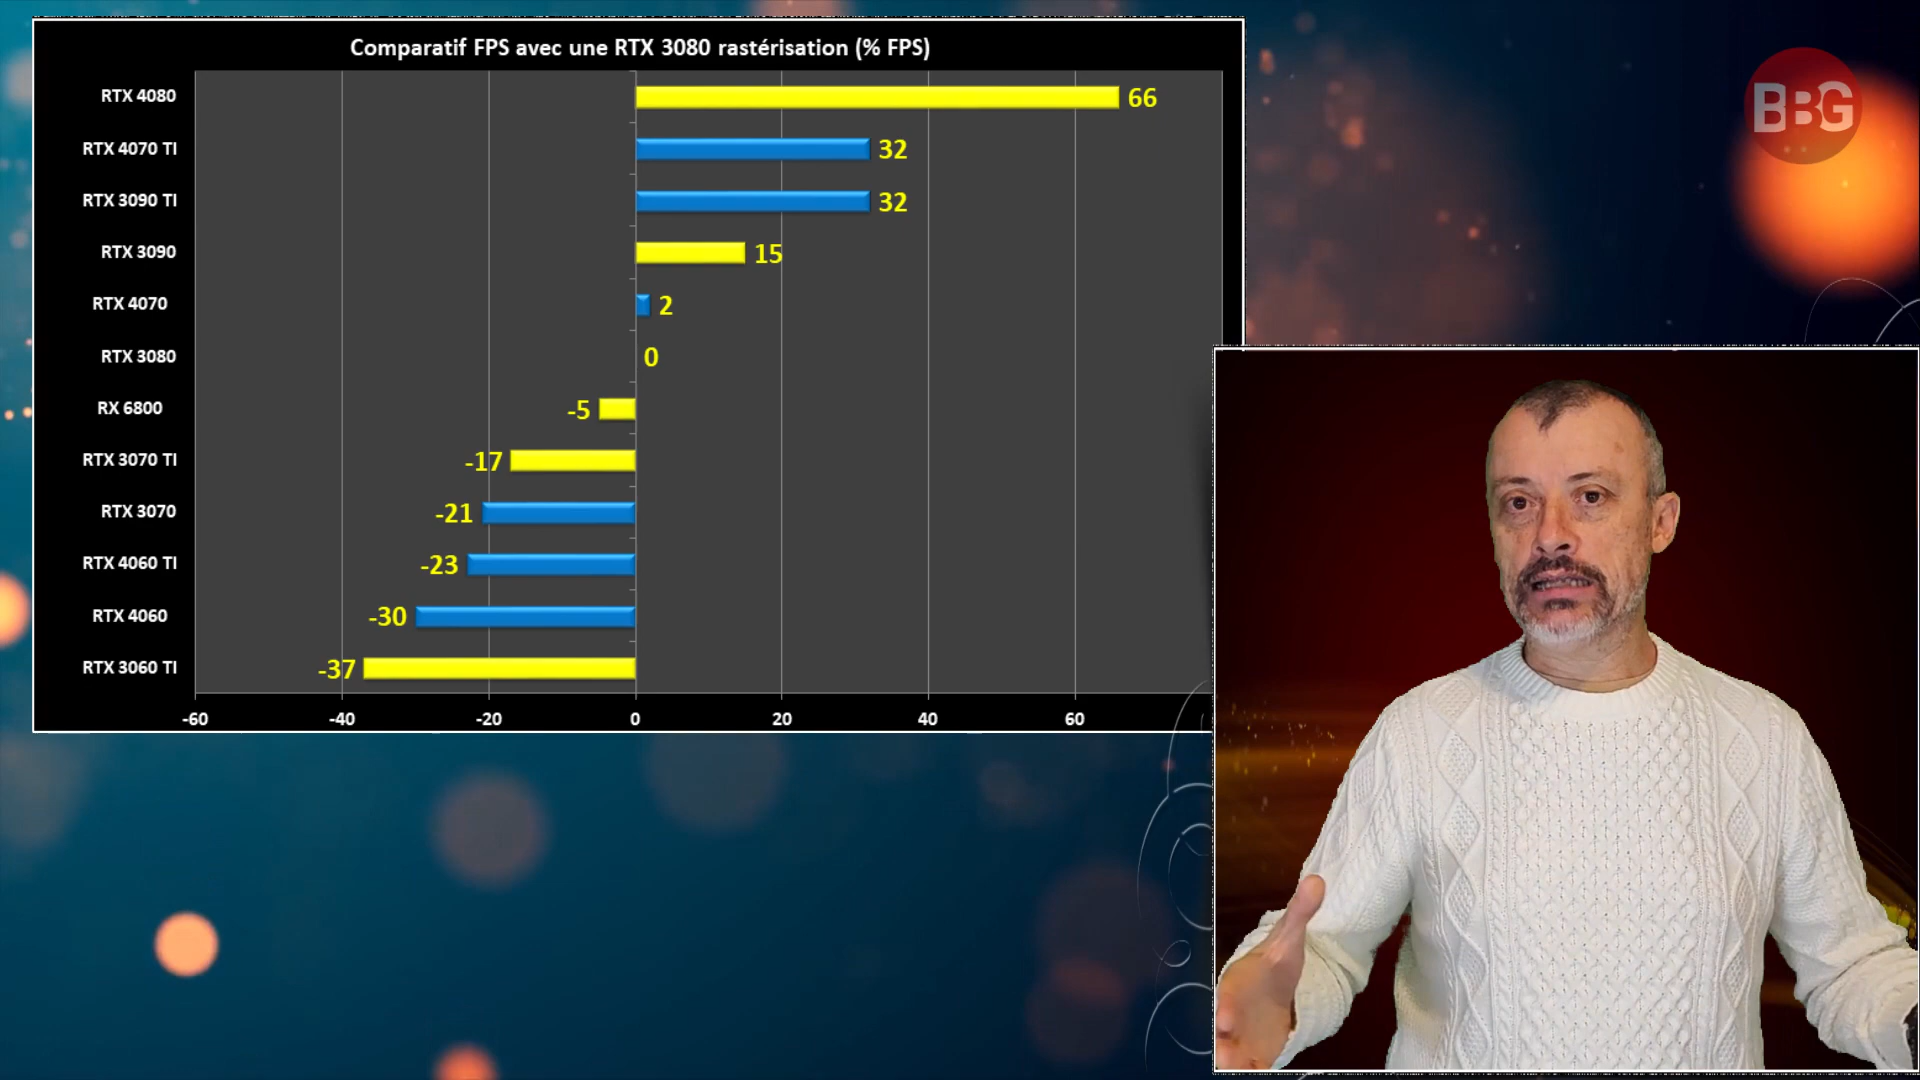 Comparatif FPS avec une RTX 3080 rastérisation (% FPS)
BBG
RTX 4080 66
RTX 4070 TI 32
RTX 3090 TI 32
RTX 3090 15
RTX 4070 2
RTX 3080 0
RX 6800 -5
RTX 3070 TI -17
RTX 3070 -21
RTX 4060 TI -23
RTX 4060 -30
RTX 3060 TI -37
-60 -40 -20 0 20 40 60